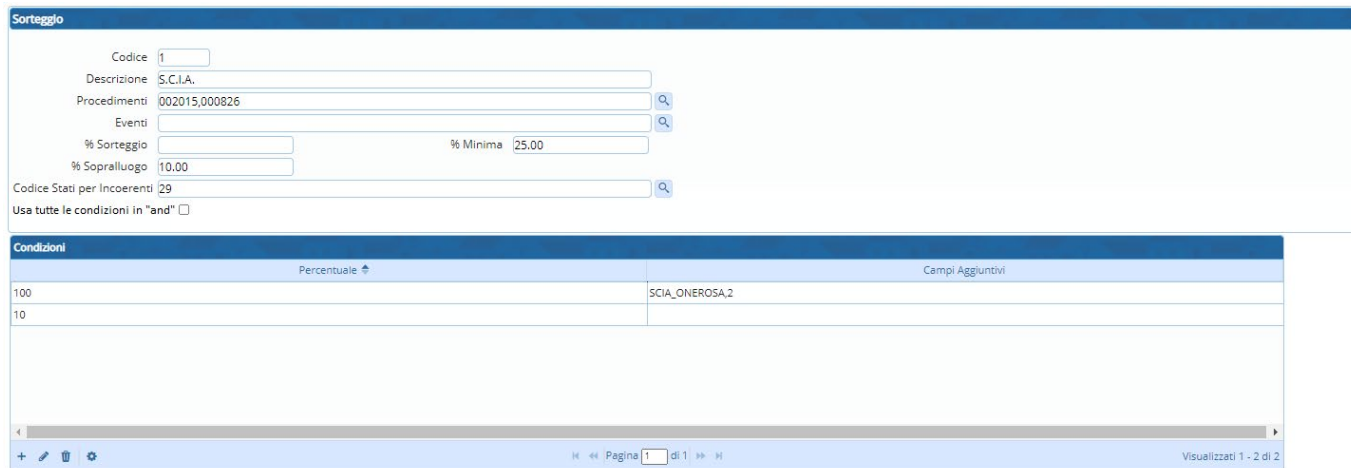 Sorteggio
Codice 1
Descrizione S.C.I.A.
Procedimenti 002015,000826
Eventi
% Sorteggio % Minima 25.00
% Sopralluogo 10.00
Codice Stati per Incoerenti 29
Usa tutte le condizioni in "and"
Condizioni
Percentuale Campi Aggiuntivi
100 SCIA_ONEROSA,2
10
Pagina 1 di 1 Visualizzati 1 - 2 di 2